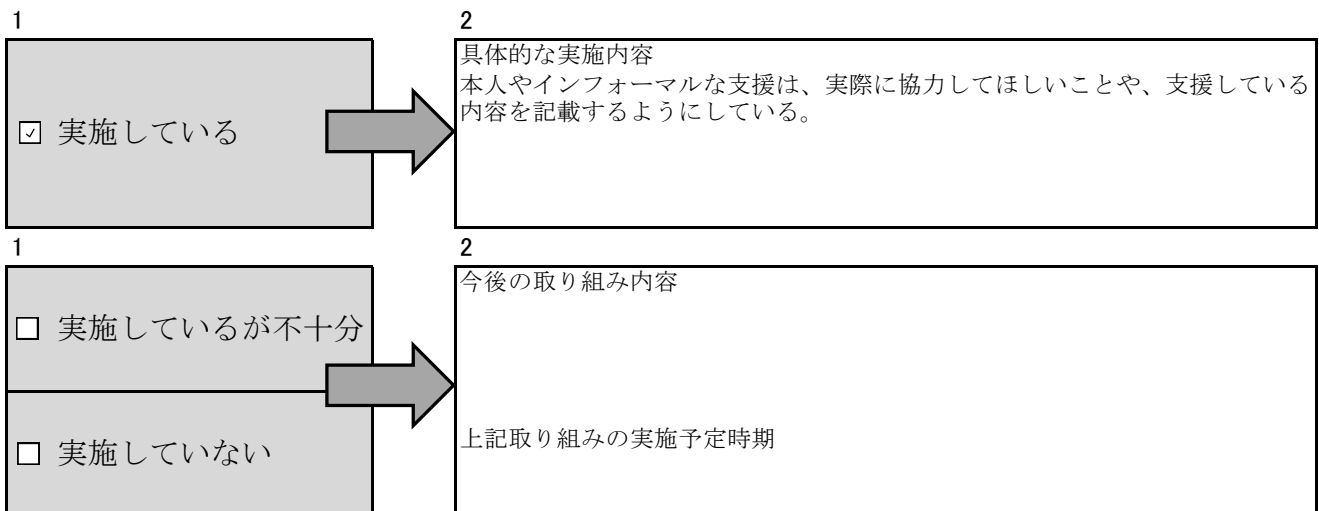 1
2
☑ 実施している
具体的な実施内容
本人やインフォーマルな支援は、実際に協力してほしいことや、支援している
内容を記載するようにしている。
1
2
☐ 実施しているが不十分
☐ 実施していない
今後の取り組み内容
上記取り組みの実施予定時期